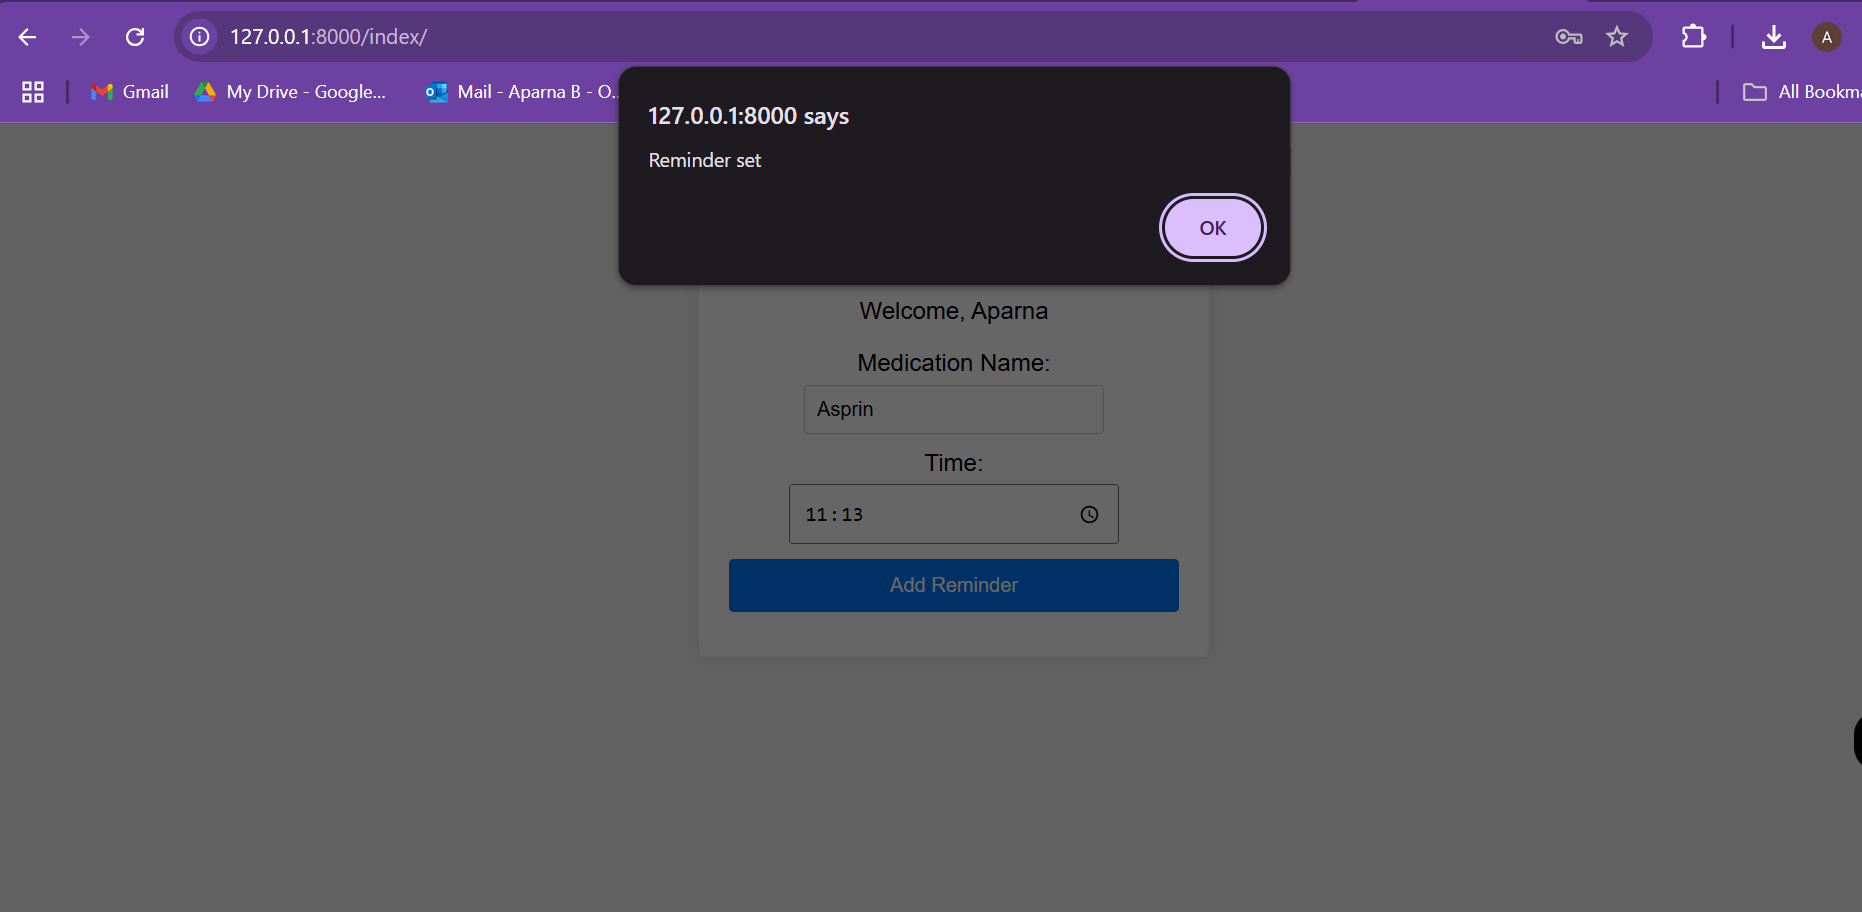 127.0.0.1:8000/index/
A
Gmail
My Drive - Google...
Mail - Aparna B - O...
All Bookma
127.0.0.1:8000 says
Reminder set
OK
Welcome, Aparna
Medication Name:
Asprin
Time:
11:13
Add Reminder